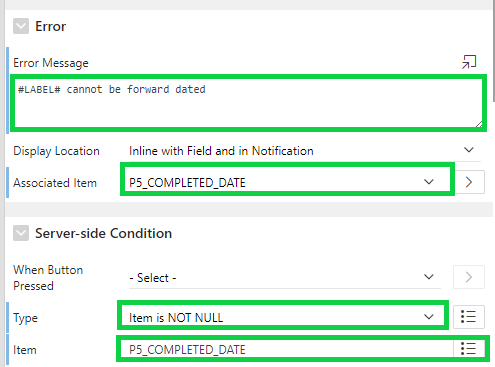 Error
Error Message
#LABEL# cannot be forward dated
Display Location Inline with Field and in Notification
Associated Item P5_COMPLETED_DATE
Server-side Condition
When Button Pressed - Select -
Type Item is NOT NULL
Item P5_COMPLETED_DATE